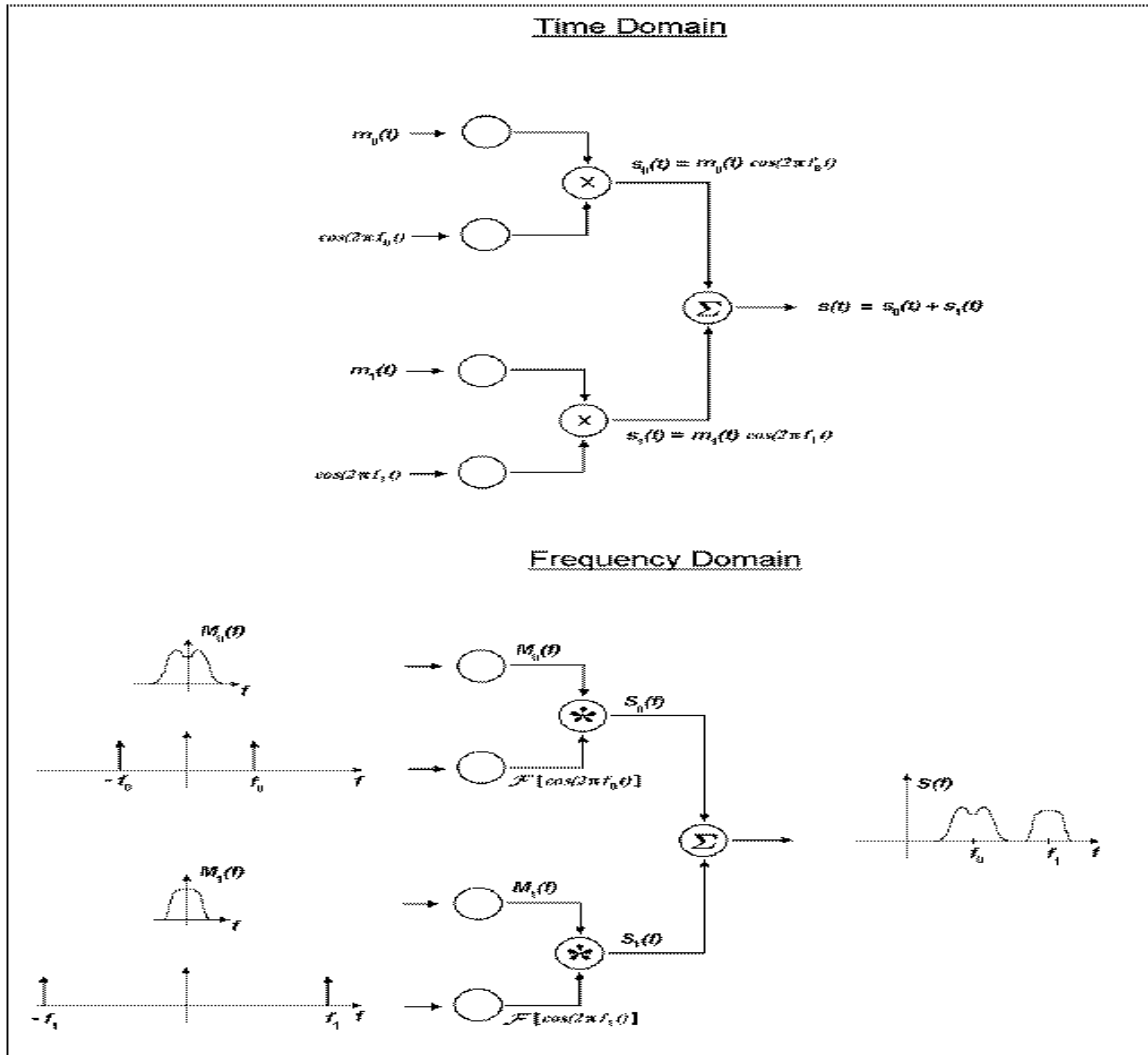 Time Domain
m₀(t)
×
s₀(t) = m₀(t) cos(2πf₀t)
cos(2πf₀t)
Σ
s(t) = s₀(t) + s₁(t)
m₁(t)
×
s₁(t) = m₁(t) cos(2πf₁t)
cos(2πf₁t)
Frequency Domain
M₀(f)
f
M₀(f)
*
S₀(f)
-f₀
f₀
f
ℱ[cos(2πf₀t)]
Σ
S(f)
f₀
f₁
f
M₁(f)
f
M₁(f)
*
S₁(f)
-f₁
f₁
f
ℱ[cos(2πf₁t)]